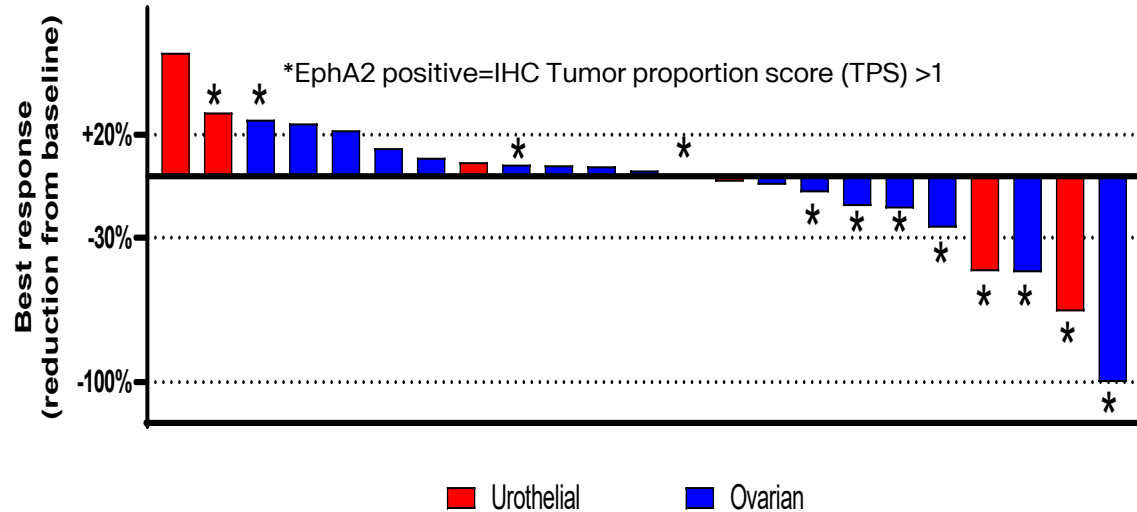 Best response
(reduction from baseline)
*EphA2 positive=IHC Tumor proportion score (TPS) >1
* *
+20%
* *
* * * *
-30%
* * * *
-100%
*
Urothelial
Ovarian